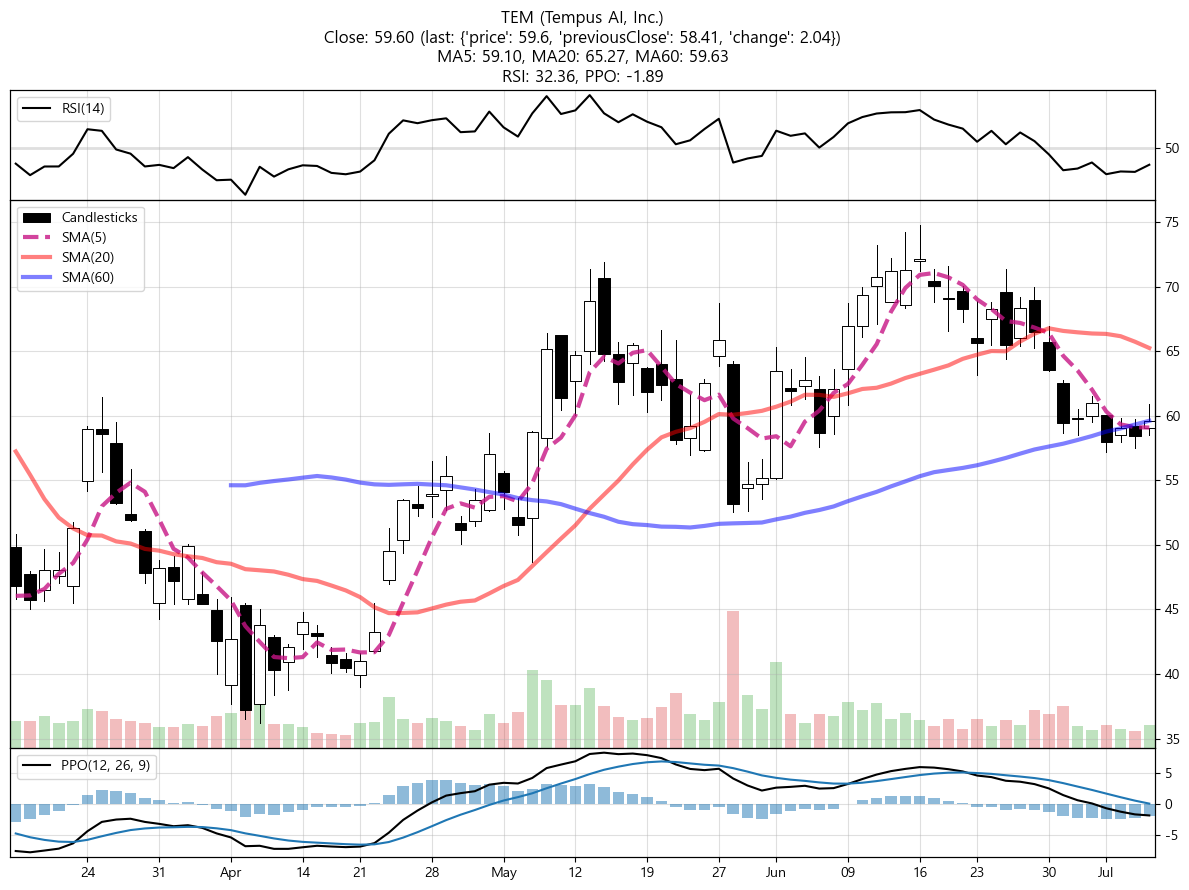 TEM (Tempus AI, Inc.)
Close: 59.60 (last: {'price': 59.6, 'previousClose': 58.41, 'change': 2.04})
MA5: 59.10, MA20: 65.27, MA60: 59.63
RSI: 32.36, PPO: -1.89
RSI(14)
50
Candlesticks
SMA(5)
SMA(20)
SMA(60)
75
70
65
60
55
50
45
40
35
PPO(12, 26, 9)
5
0
-5
24 31 Apr 14 21 28 May 12 19 27 Jun 09 16 23 30 Jul